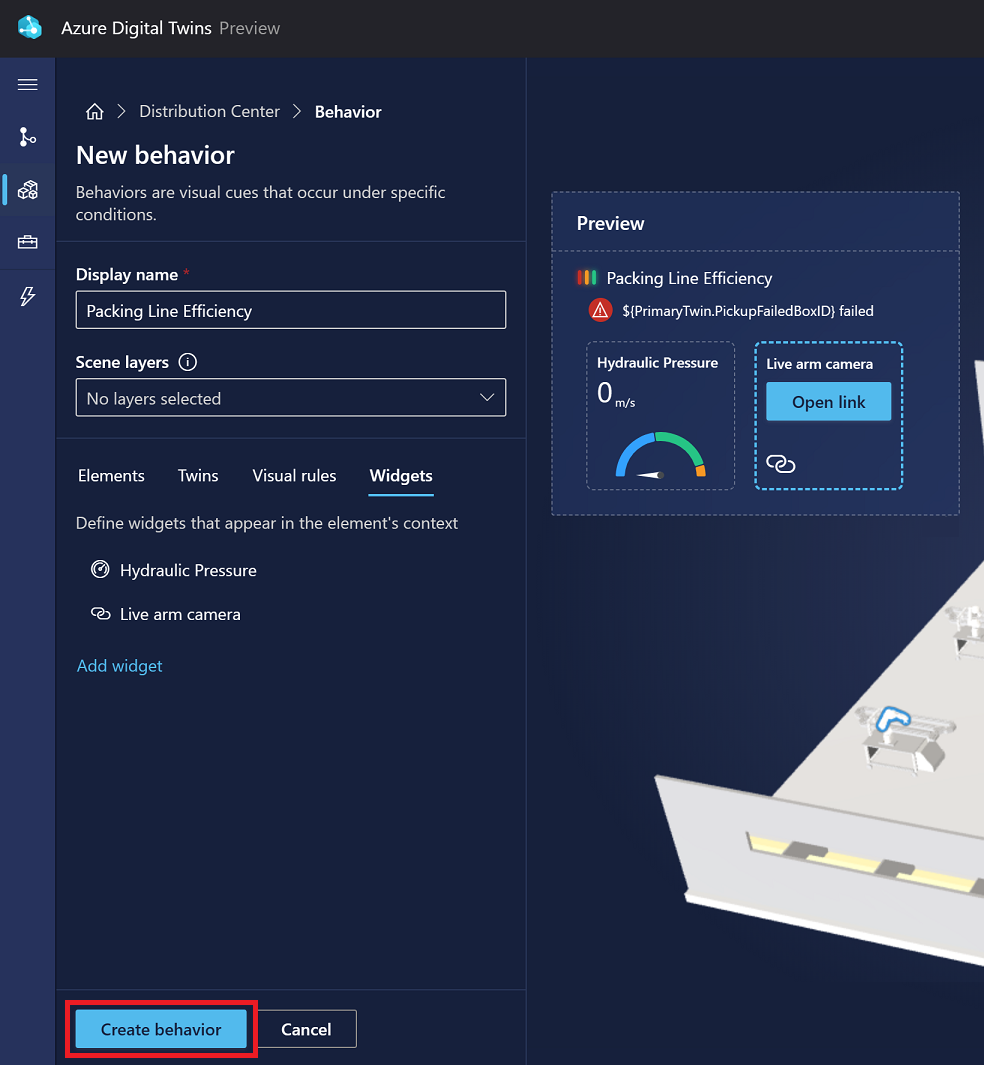 Azure Digital Twins Preview
Distribution Center Behavior
New behavior
Behaviors are visual cues that occur under specific
conditions.
Display name *
Packing Line Efficiency
Scene layers
No layers selected
Elements Twins Visual rules Widgets
Define widgets that appear in the element's context
Hydraulic Pressure
Live arm camera
Add widget
Create behavior Cancel
Preview
Packing Line Efficiency
${PrimaryTwin.PickupFailedBoxID} failed
Hydraulic Pressure
0 m/s
Live arm camera
Open link